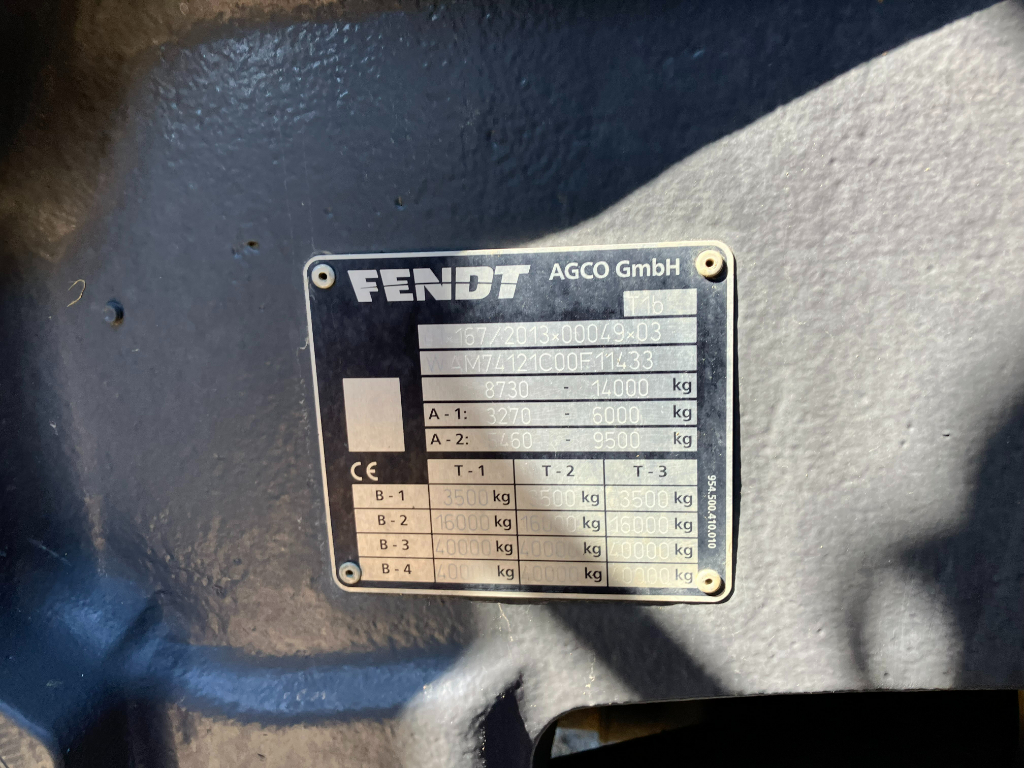 FENDT AGCO GmbH
T1b
167/2013*00049*03
AM74121C00F11433
8730 - 14000 kg
A - 1: 3270 - 6000 kg
A - 2: - 9500 kg
CE T - 1 T - 2 T - 3
B - 1 3500 kg kg 3500 kg
B - 2 16000 kg 16000 kg 16000 kg
B - 3 40000 kg 40000 kg 40000 kg
B - 4 kg 40000 kg kg
954.500.410.010